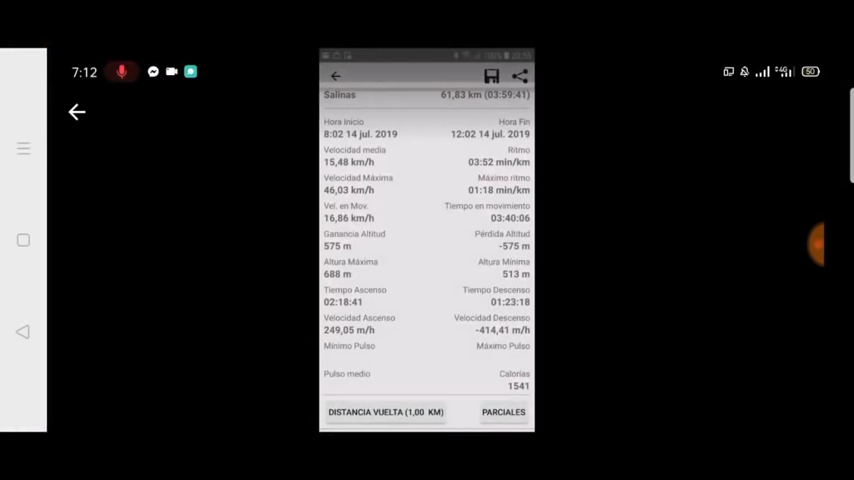 7:12
50
100% 20:55
Salinas 61,83 km (03:59:41)
Hora Inicio Hora Fin
8:02 14 jul. 2019 12:02 14 jul. 2019
Velocidad media Ritmo
15,48 km/h 03:52 min/km
Velocidad Máxima Máximo ritmo
46,03 km/h 01:18 min/km
Vel. en Mov. Tiempo en movimiento
16,86 km/h 03:40:06
Ganancia Altitud Pérdida Altitud
575 m -575 m
Altura Máxima Altura Mínima
688 m 513 m
Tiempo Ascenso Tiempo Descenso
02:18:41 01:23:18
Velocidad Ascenso Velocidad Descenso
249,05 m/h -414,41 m/h
Mínimo Pulso Máximo Pulso
Pulso medio Calorías
1541
DISTANCIA VUELTA (1,00 KM) PARCIALES